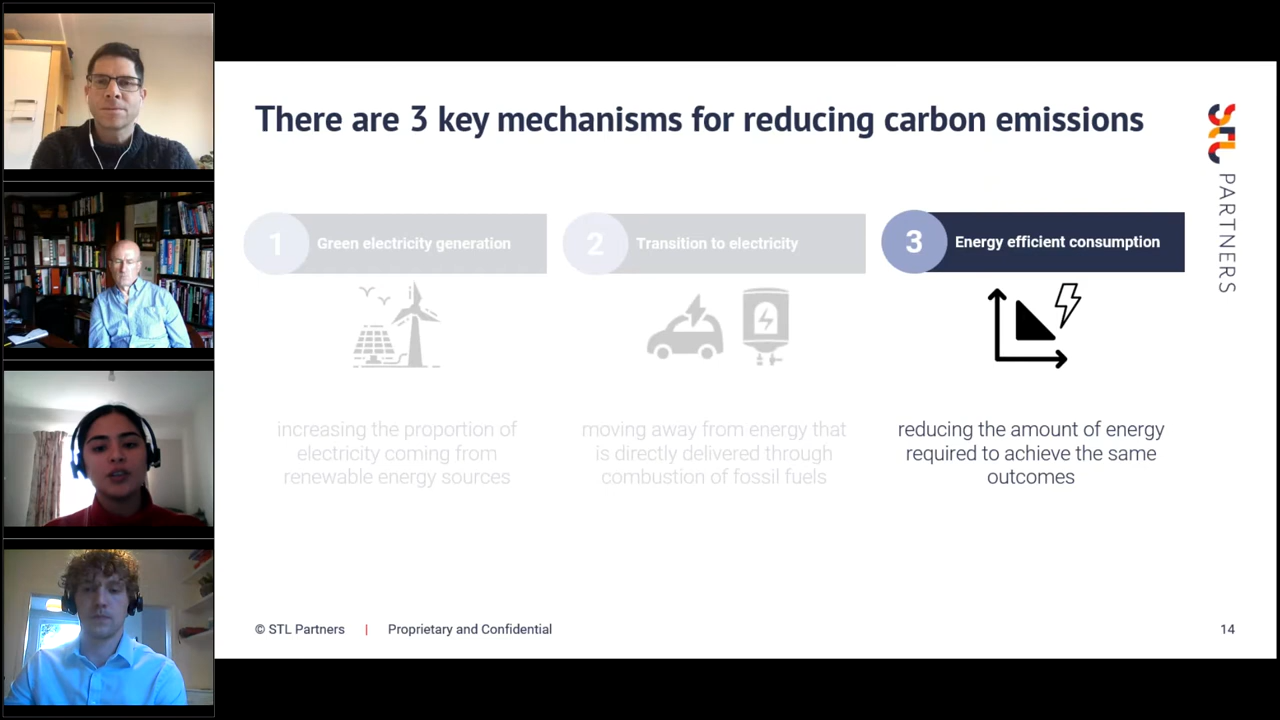 There are 3 key mechanisms for reducing carbon emissions
STL PARTNERS
1 Green electricity generation
2 Transition to electricity
3 Energy efficient consumption
increasing the proportion of
electricity coming from
renewable energy sources
moving away from energy that
is directly delivered through
combustion of fossil fuels
reducing the amount of energy
required to achieve the same
outcomes
© STL Partners | Proprietary and Confidential
14